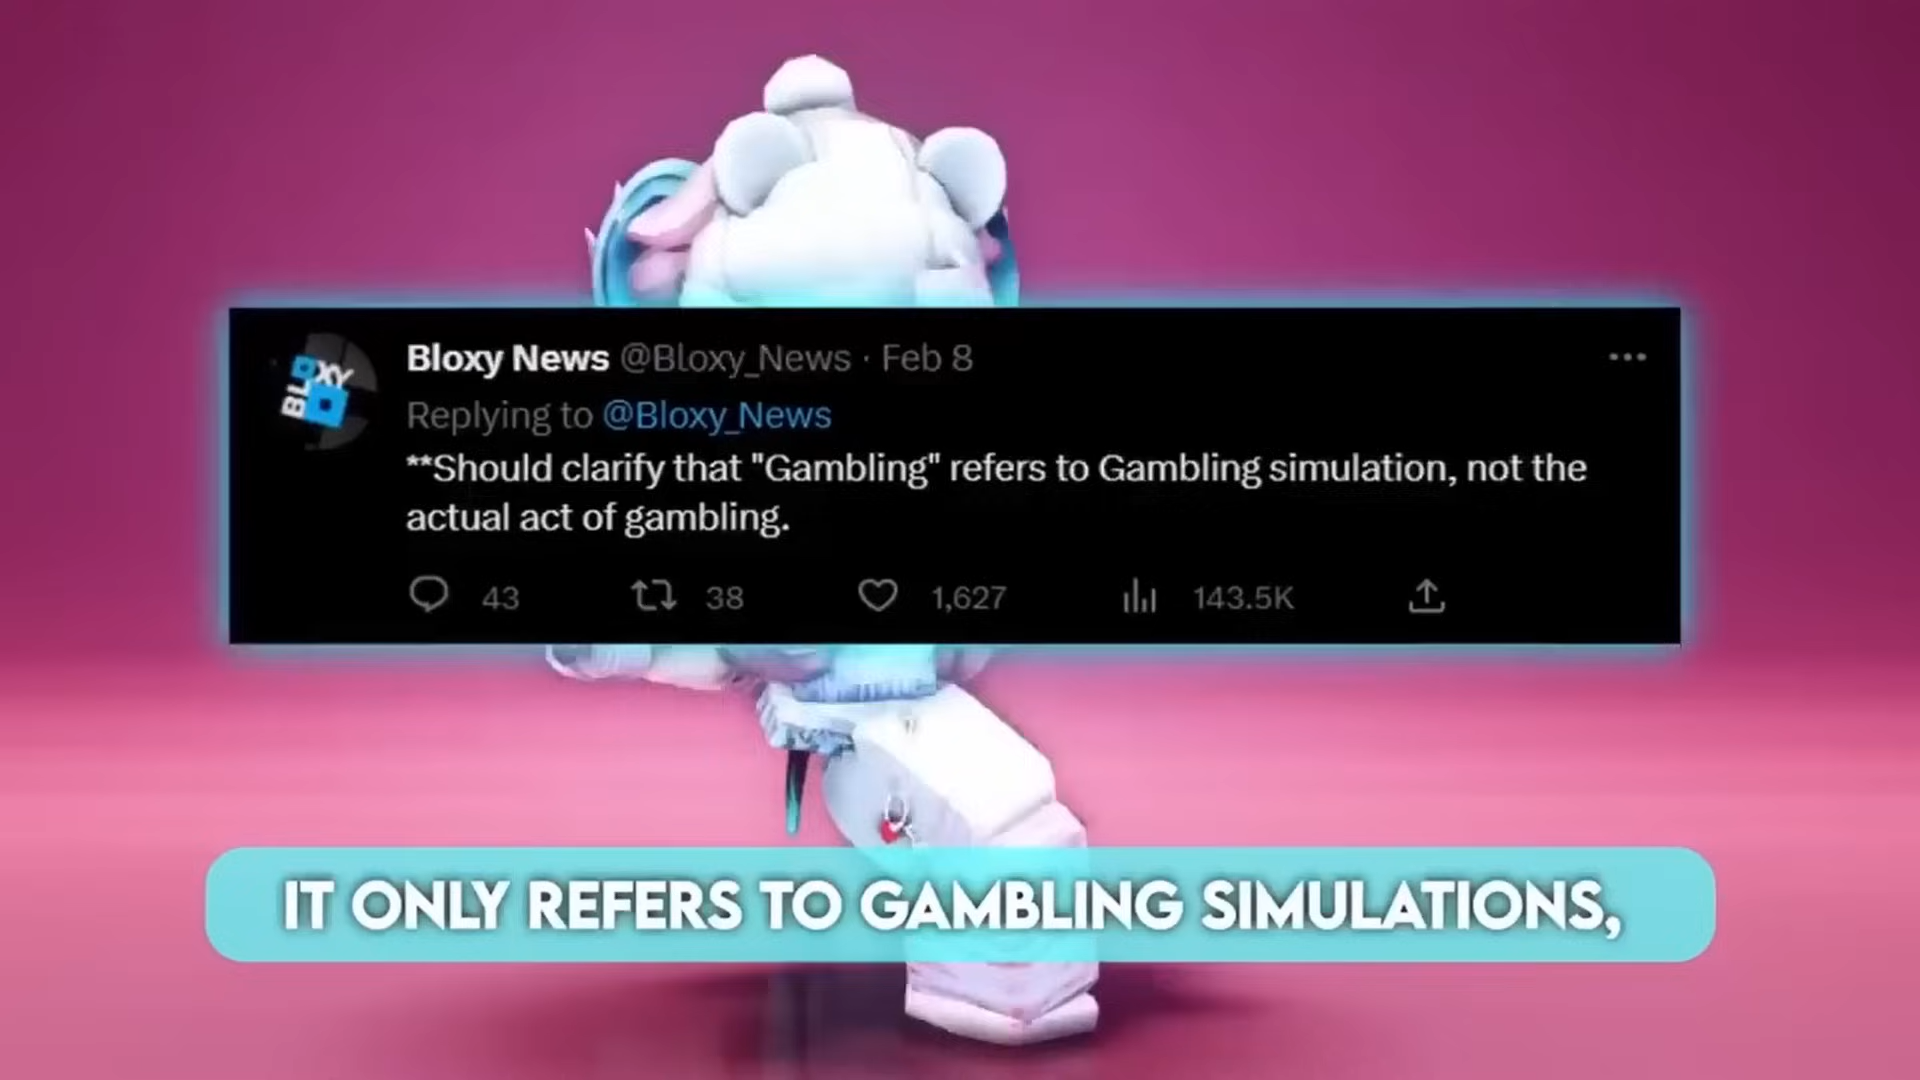 BLOXY
Bloxy News @Bloxy_News · Feb 8
Replying to @Bloxy_News
**Should clarify that "Gambling" refers to Gambling simulation, not the
actual act of gambling.
43 38 1,627 143.5K
IT ONLY REFERS TO GAMBLING SIMULATIONS,